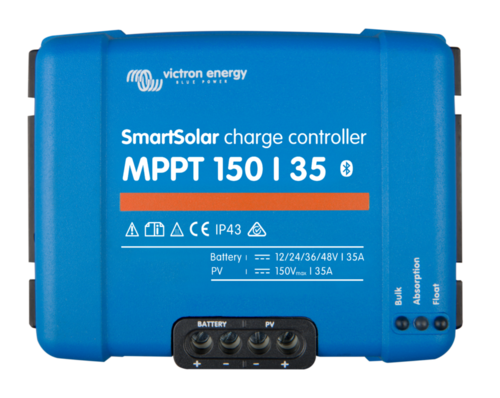 victron energy
BLUE POWER
SmartSolar charge controller
MPPT 150 | 35
CE IP43
Battery | 12/24/36/48V | 35A
PV | 150Vmax | 35A
Bulk
Absorption
Float
BATTERY PV
+ - - +